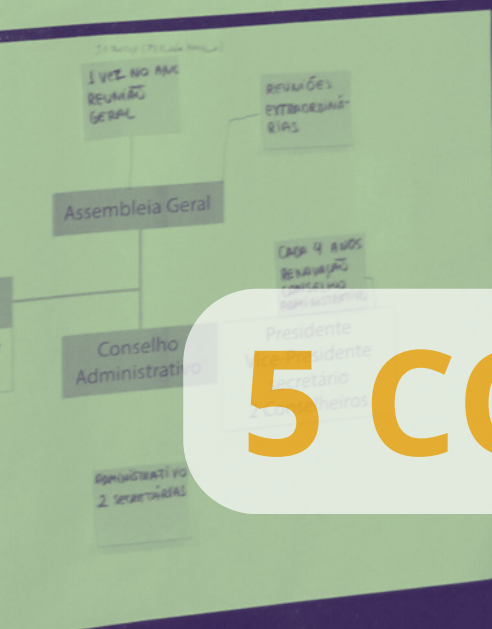 1 VEZ NO ANO
REUNIÃO
GERAL
REUNIÕES
EXTRAORDINÁ-
RIAS
Assembleia Geral
CADA 4 ANOS
RENOVAÇÃO
CONSELHO
ADMINISTRATIVO
Conselho
Administrativo
Presidente
Vice-Presidente
Secretário
2 Conselheiros
5 CO
ADMINISTRATIVO
2 SECRETÁRIAS